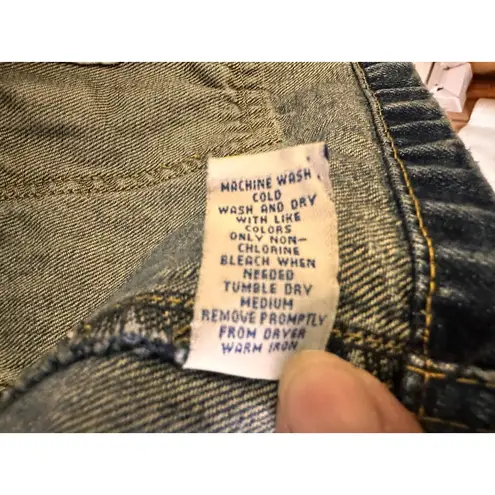 MACHINE WASH
COLD
WASH AND DRY
WITH LIKE
COLORS
ONLY NON-
CHLORINE
BLEACH WHEN
NEEDED
TUMBLE DRY
MEDIUM
REMOVE PROMPTLY
FROM DRYER
WARM IRON